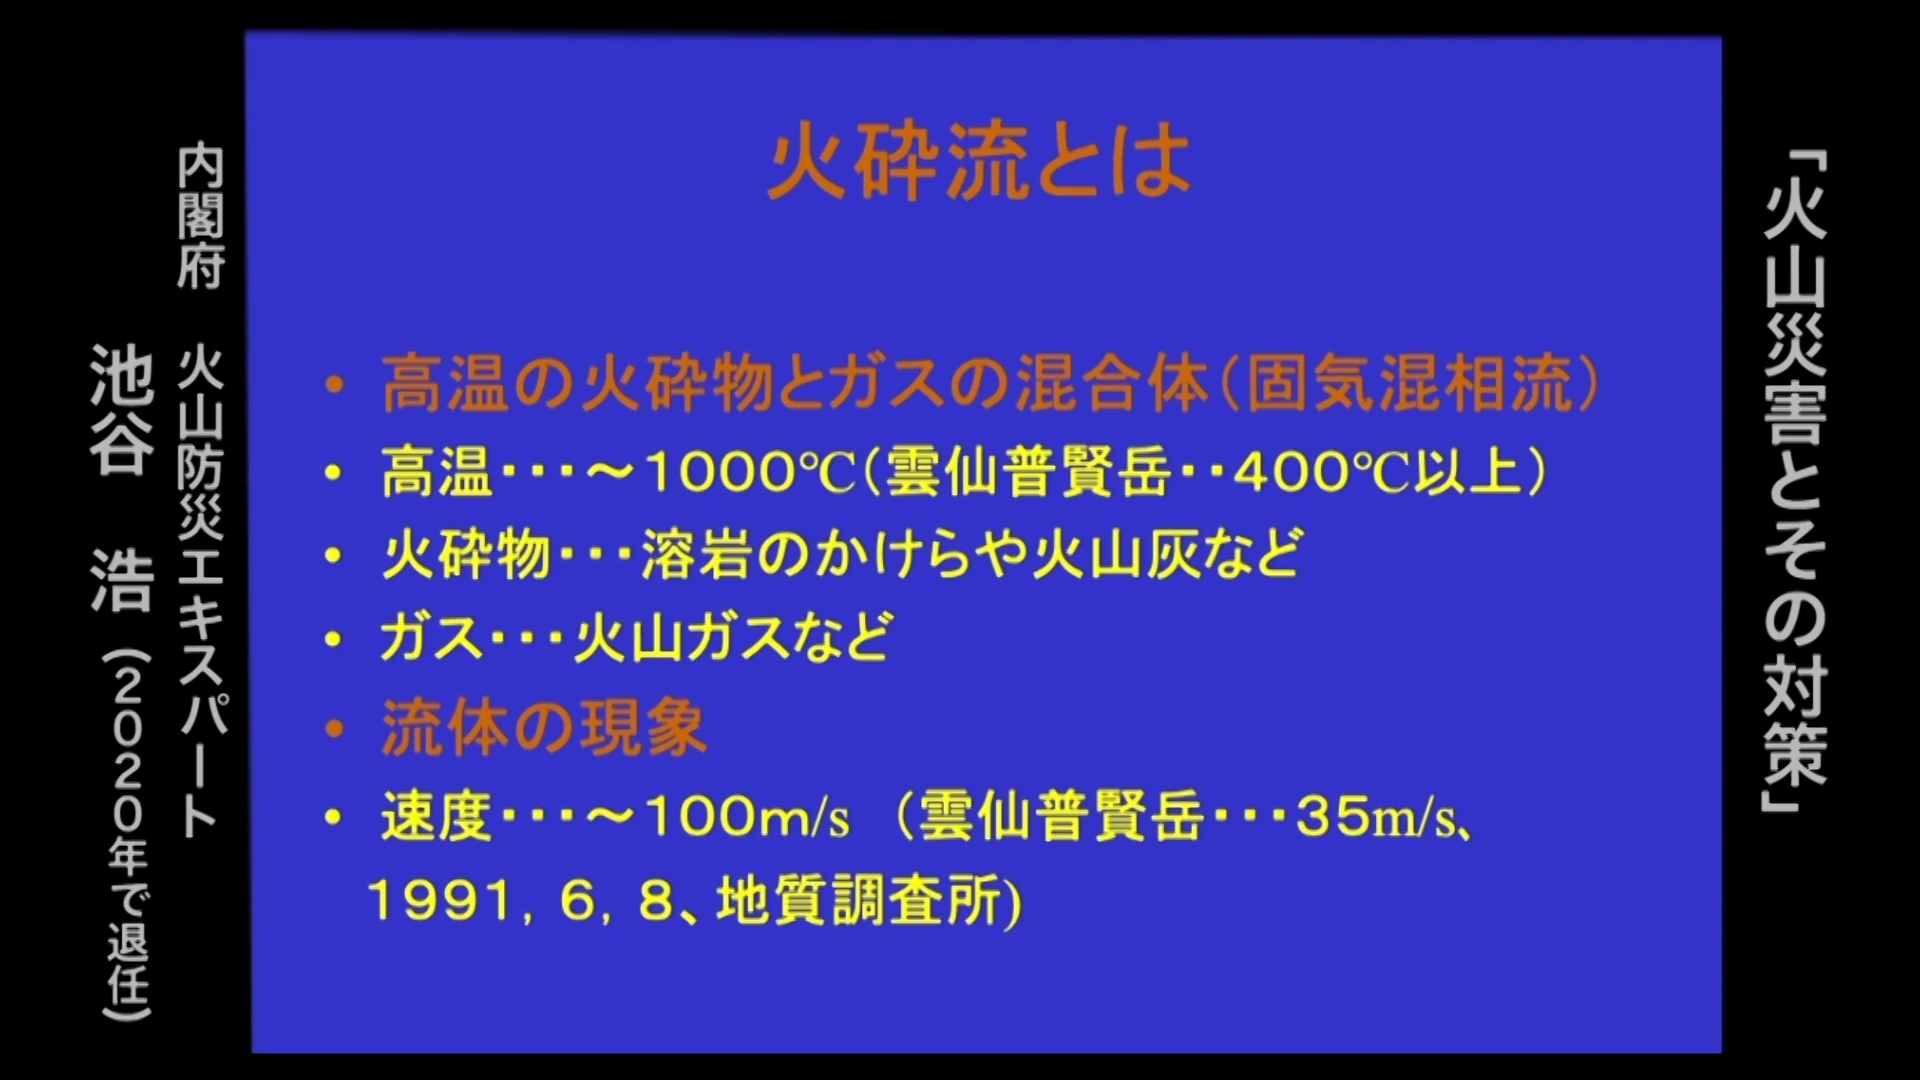 「火山災害とその対策」
火砕流とは
• 高温の火砕物とガスの混合体（固気混相流）
• 高温・・・～1000℃（雲仙普賢岳・・400℃以上）
• 火砕物・・・溶岩のかけらや火山灰など
• ガス・・・火山ガスなど
• 流体の現象
• 速度・・・～100m/s （雲仙普賢岳・・・35m/s、
1991, 6, 8、地質調査所)
内閣府 火山防災エキスパート
池谷 浩（2020年で退任）